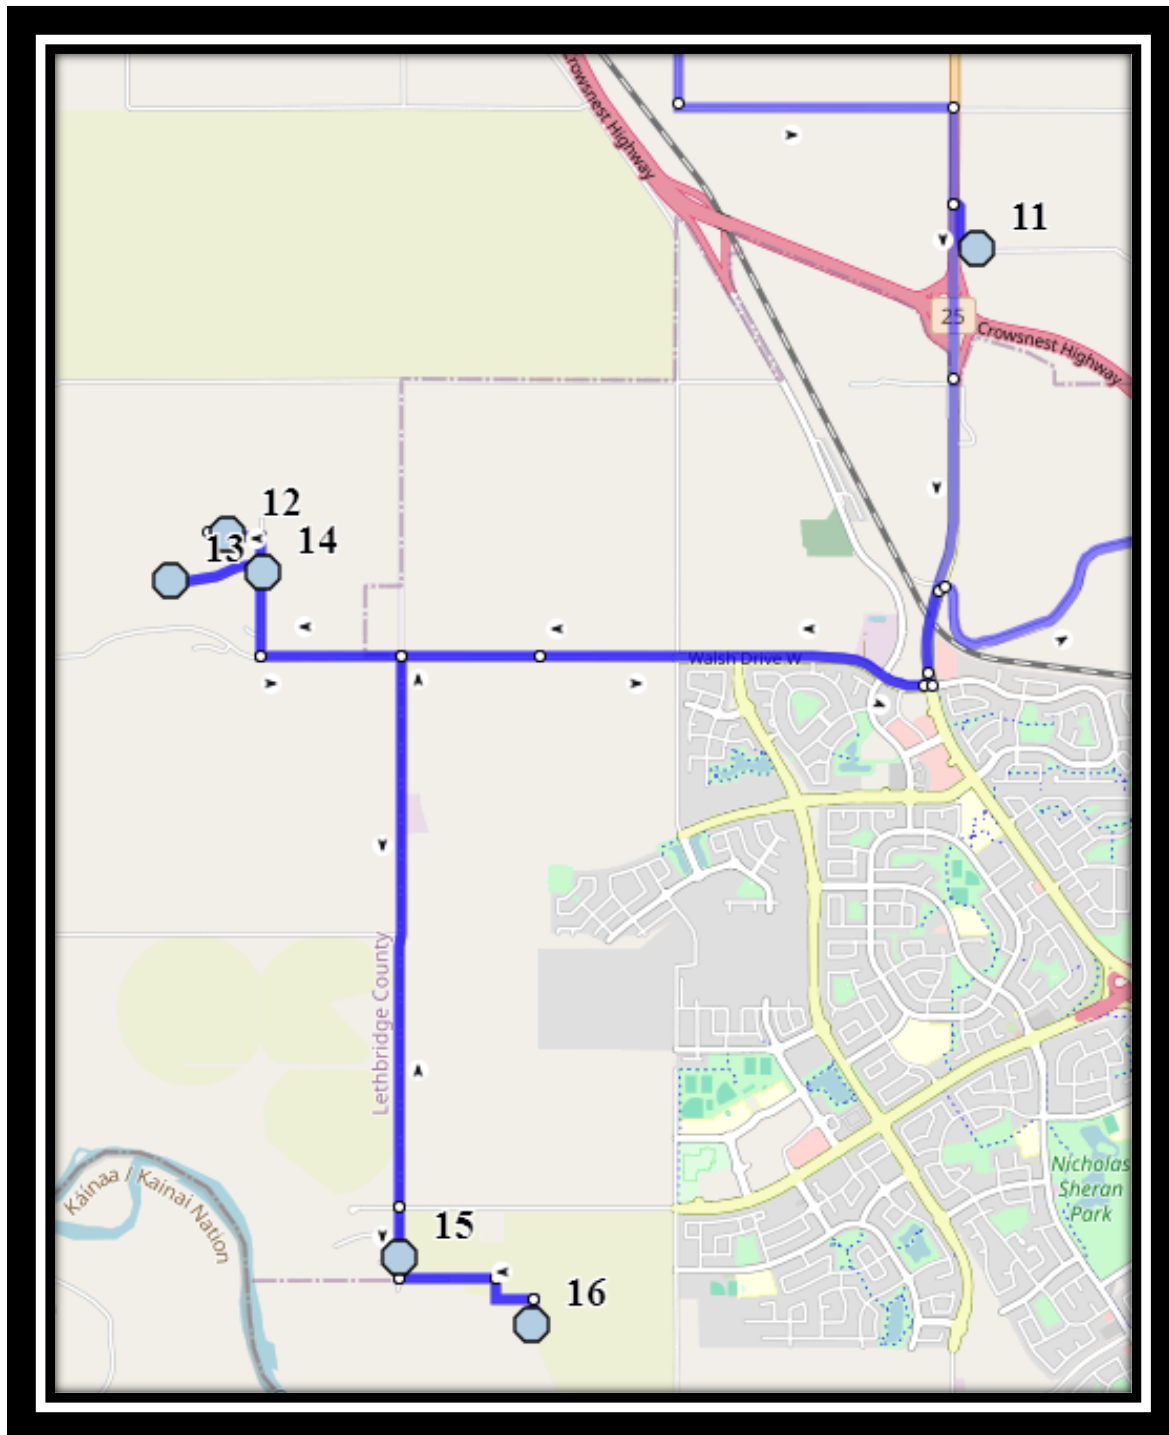 Crowsnest Highway
11
25
Crowsnest Highway
12
13
14
Walsh Drive W
Lethbridge County
Káínaa / Kainai Nation
Nicholas
Sheran
Park
15
16